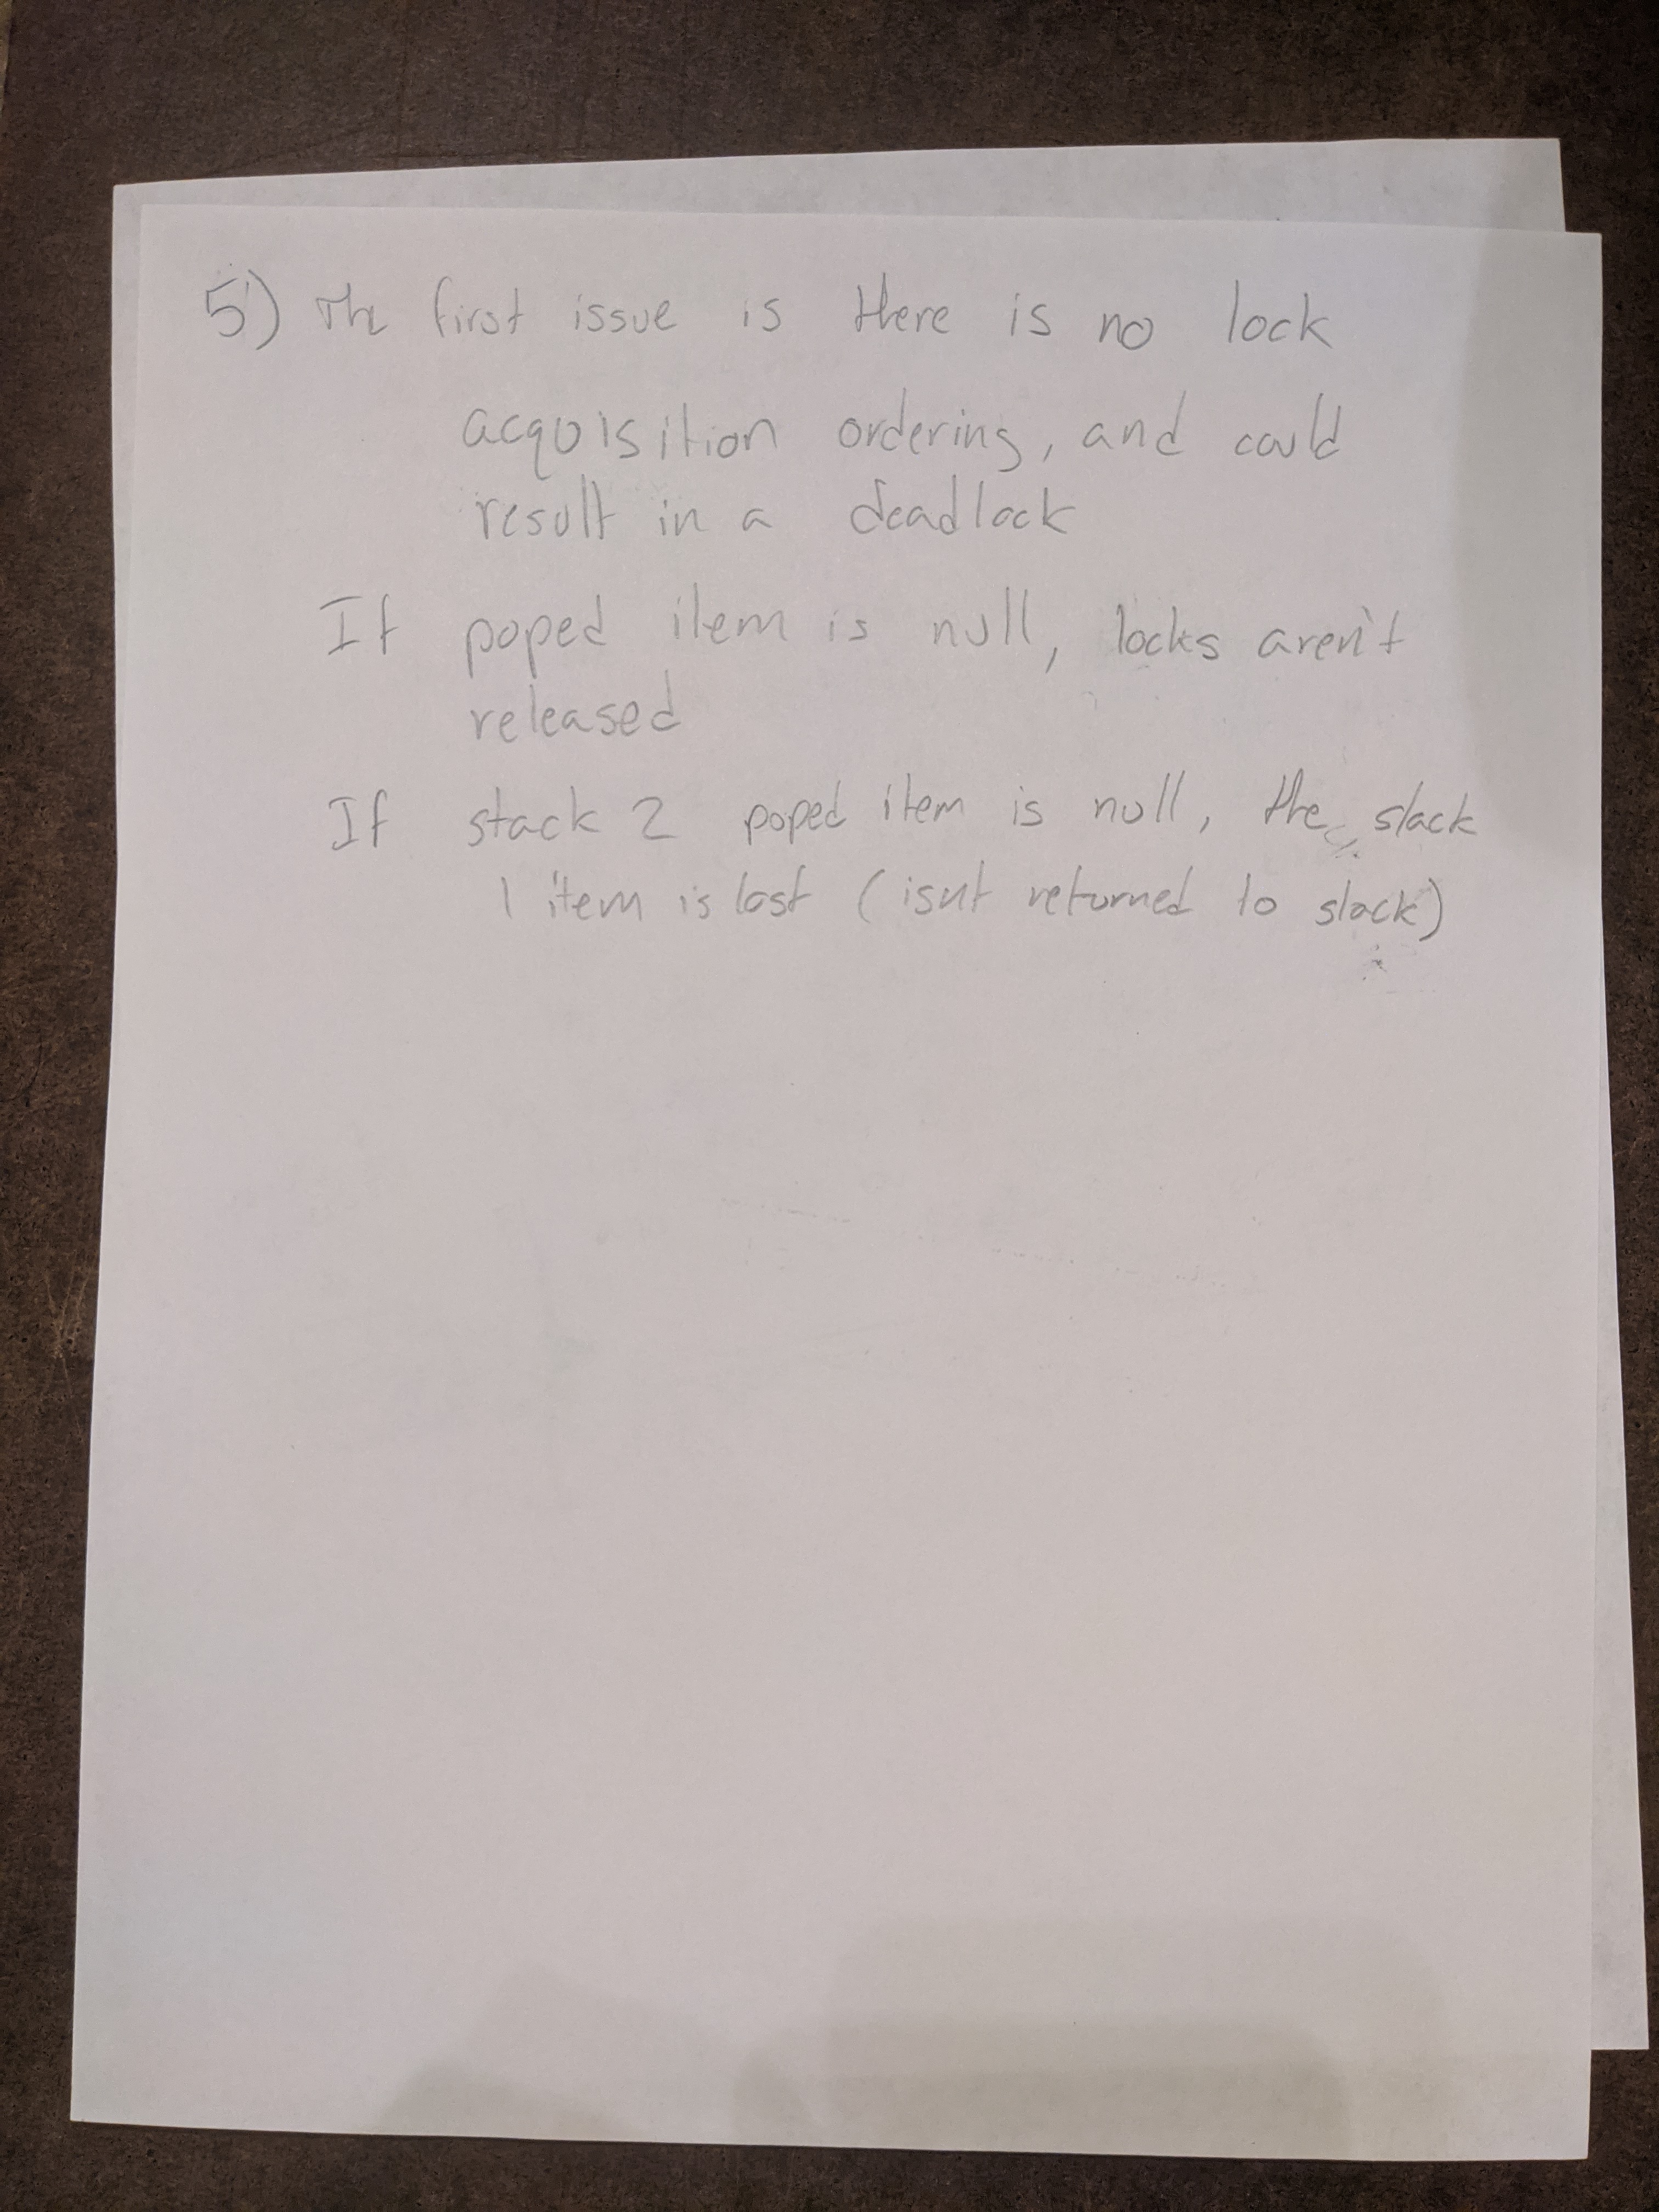 5) The first issue is there is no lock
acquisition ordering, and could
result in a deadlock
If poped item is null, locks aren't
released
If stack 2 poped item is null, the stack
1 item is lost (isnt returned to stack)